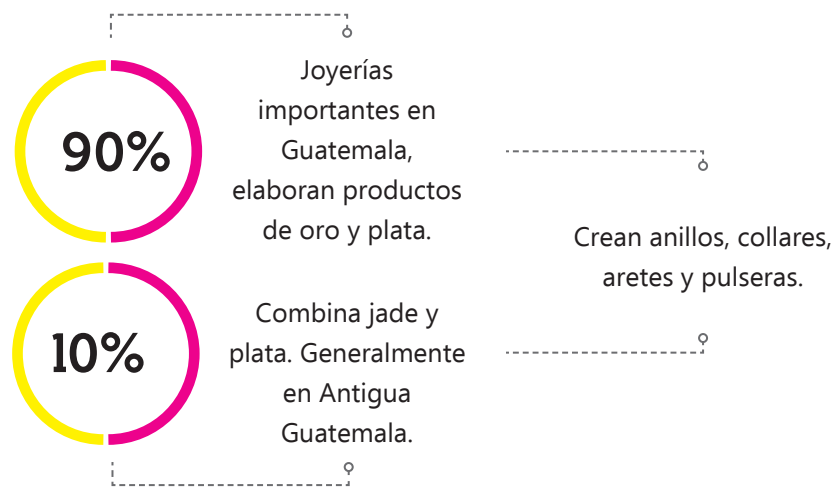 90%
Joyerías
importantes en
Guatemala,
elaboran productos
de oro y plata.
10%
Combina jade y
plata. Generalmente
en Antigua
Guatemala.
Crean anillos, collares,
aretes y pulseras.